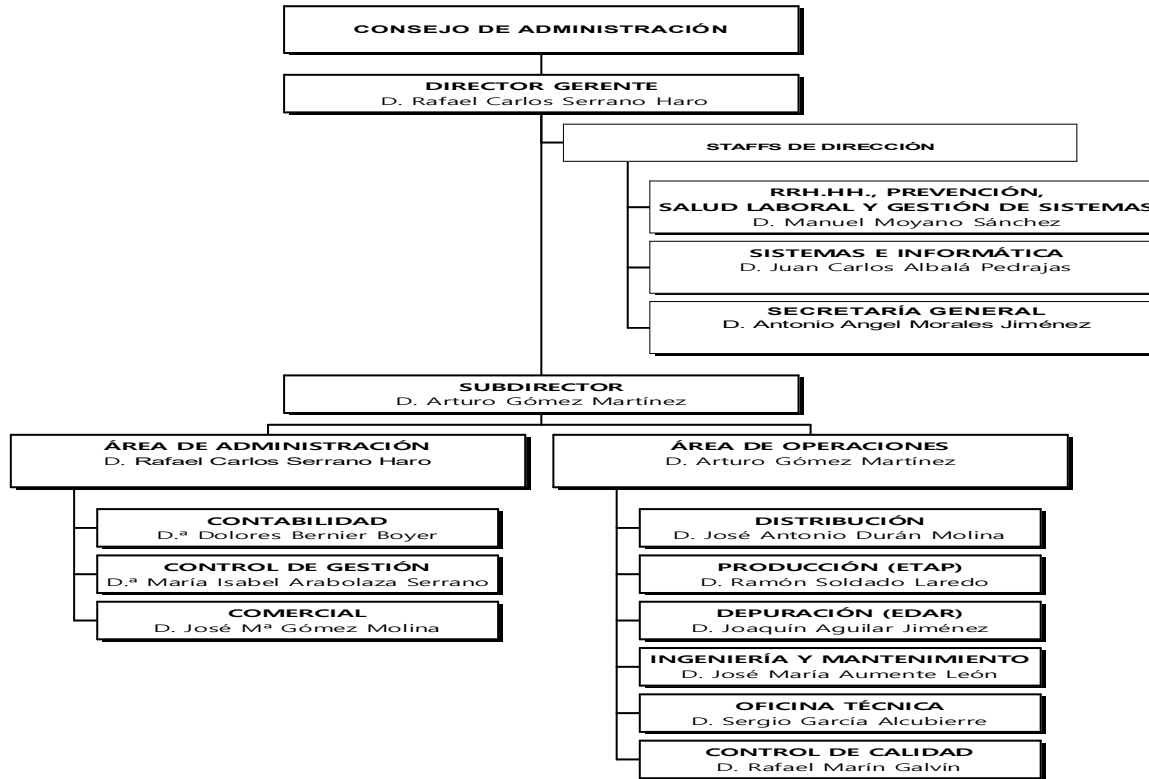 CONSEJO DE ADMINISTRACIÓN
DIRECTOR GERENTE
D. Rafael Carlos Serrano Haro
STAFFS DE DIRECCIÓN
RRH.HH., PREVENCIÓN,
SALUD LABORAL Y GESTIÓN DE SISTEMAS
D. Manuel Moyano Sánchez
SISTEMAS E INFORMÁTICA
D. Juan Carlos Albalá Pedrajas
SECRETARÍA GENERAL
D. Antonio Angel Morales Jiménez
SUBDIRECTOR
D. Arturo Gómez Martínez
ÁREA DE ADMINISTRACIÓN
D. Rafael Carlos Serrano Haro
CONTABILIDAD
D.ª Dolores Bernier Boyer
CONTROL DE GESTIÓN
D.ª María Isabel Arabolaza Serrano
COMERCIAL
D. José Mª Gómez Molina
ÁREA DE OPERACIONES
D. Arturo Gómez Martínez
DISTRIBUCIÓN
D. José Antonio Durán Molina
PRODUCCIÓN (ETAP)
D. Ramón Soldado Laredo
DEPURACIÓN (EDAR)
D. Joaquín Aguilar Jiménez
INGENIERÍA Y MANTENIMIENTO
D. José María Aumente León
OFICINA TÉCNICA
D. Sergio García Alcubierre
CONTROL DE CALIDAD
D. Rafael Marín Galvín